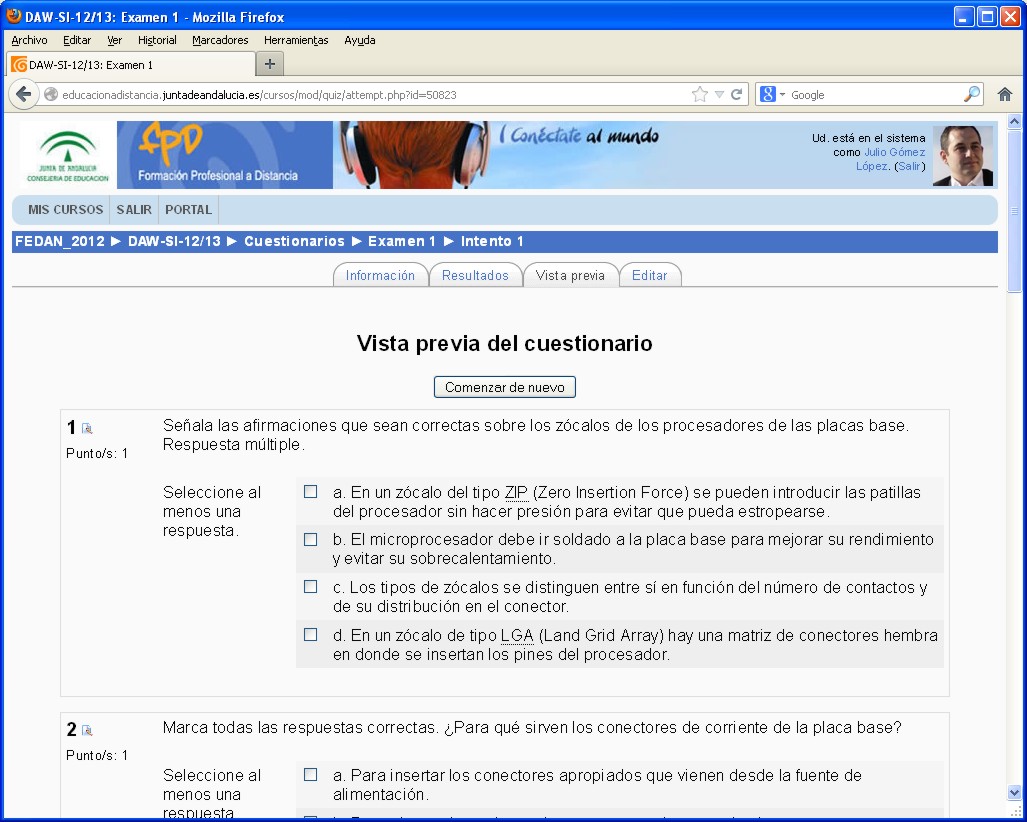 DAW-SI-12/13: Examen 1 - Mozilla Firefox
Archivo Editar Ver Historial Marcadores Herramientas Ayuda
DAW-SI-12/13: Examen 1
educacionadistancia.juntadeandalucia.es/cursos/mod/quiz/attempt.php?id=50823
Google
JUNTA DE ANDALUCIA
CONSEJERIA DE EDUCACION
FPD
Formación Profesional a Distancia
Conéctate al mundo
Ud. está en el sistema
como Julio Gómez
López. (Salir)
MIS CURSOS SALIR PORTAL
FEDAN_2012 ► DAW-SI-12/13 ► Cuestionarios ► Examen 1 ► Intento 1
Información Resultados Vista previa Editar
Vista previa del cuestionario
Comenzar de nuevo
1
Punto/s: 1
Señala las afirmaciones que sean correctas sobre los zócalos de los procesadores de las placas base.
Respuesta múltiple.
Seleccione al
menos una
respuesta.
a. En un zócalo del tipo ZIP (Zero Insertion Force) se pueden introducir las patillas
del procesador sin hacer presión para evitar que pueda estropearse.
b. El microprocesador debe ir soldado a la placa base para mejorar su rendimiento
y evitar su sobrecalentamiento.
c. Los tipos de zócalos se distinguen entre sí en función del número de contactos y
de su distribución en el conector.
d. En un zócalo de tipo LGA (Land Grid Array) hay una matriz de conectores hembra
en donde se insertan los pines del procesador.
2
Punto/s: 1
Marca todas las respuestas correctas. ¿Para qué sirven los conectores de corriente de la placa base?
Seleccione al
menos una
respuesta.
a. Para insertar los conectores apropiados que vienen desde la fuente de
alimentación.